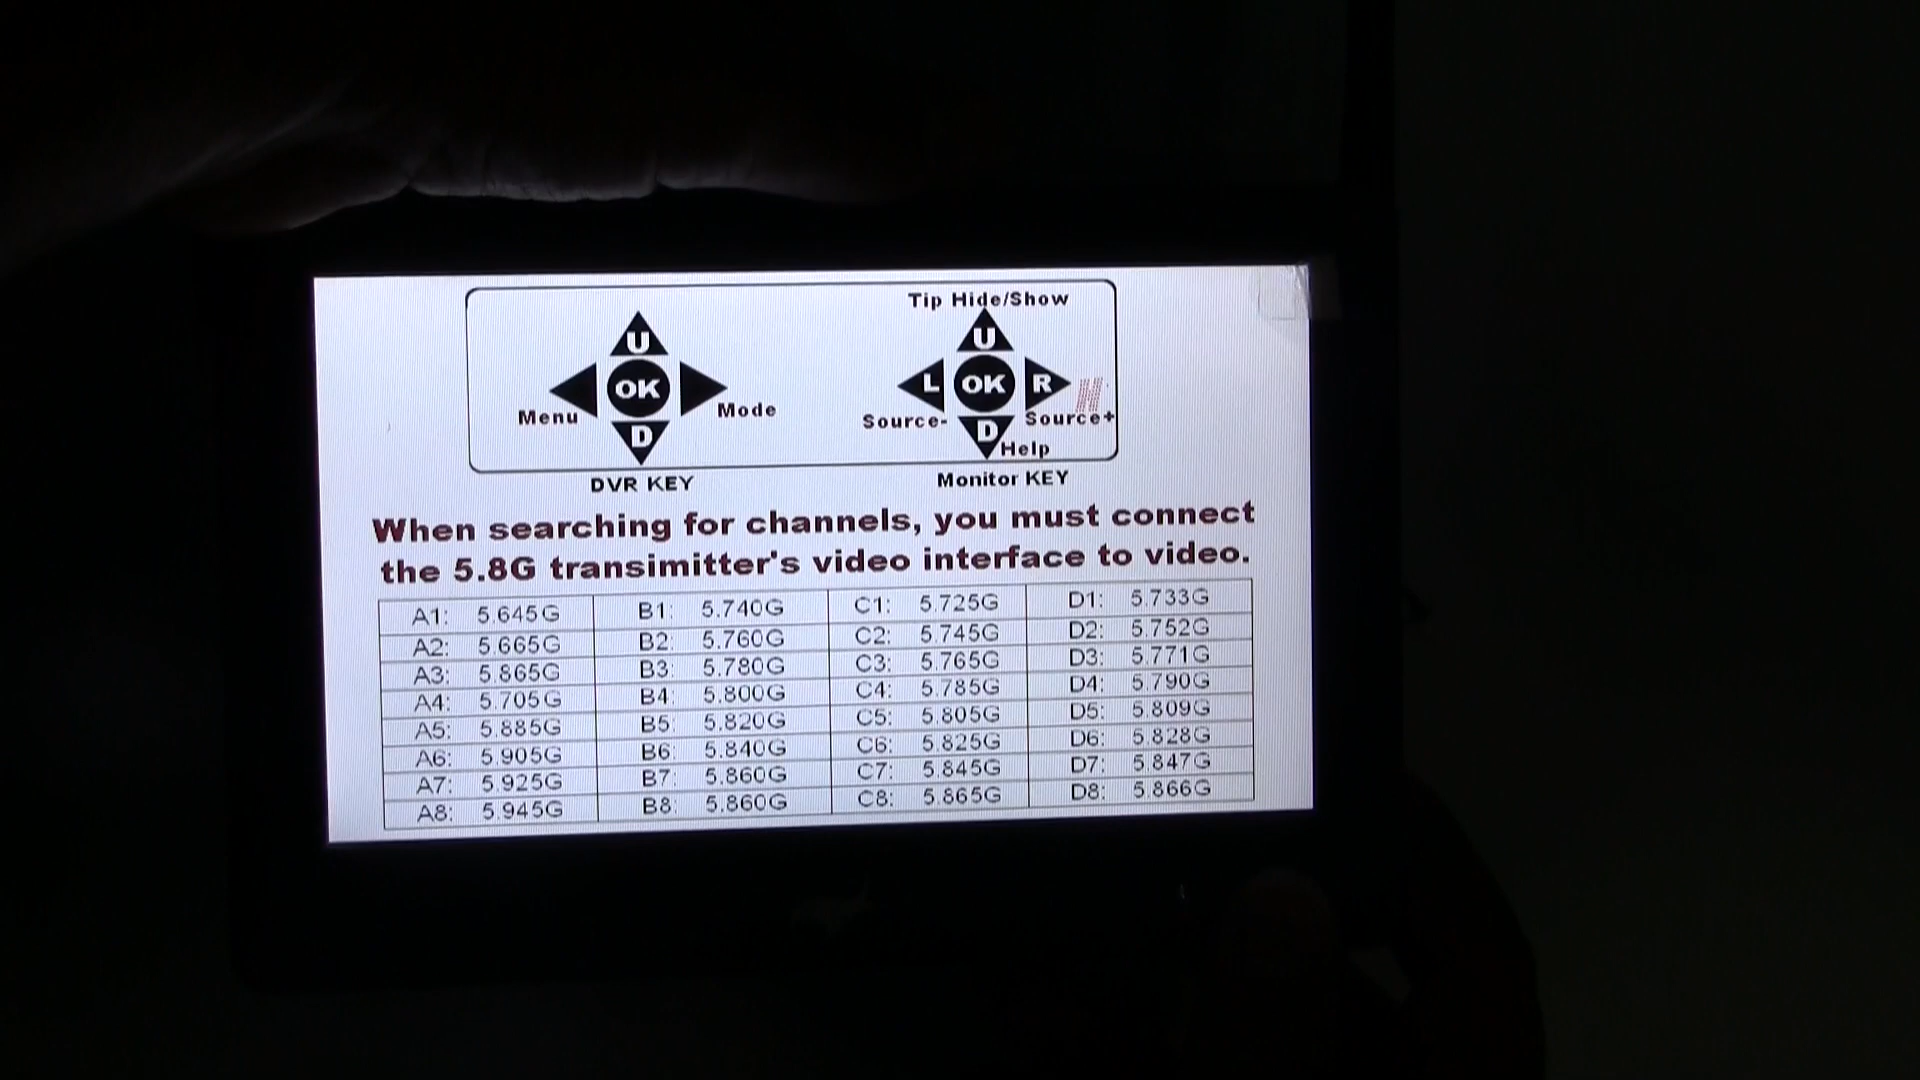 Tip Hide/Show
U
OK
Menu
Mode
D
U
L
OK
R
Source-
Source+
D
Help
DVR KEY
Monitor KEY
When searching for channels, you must connect
the 5.8G transimitter's video interface to video.
A1: 5.645G B1: 5.740G C1: 5.725G D1: 5.733G
A2: 5.665G B2: 5.760G C2: 5.745G D2: 5.752G
A3: 5.865G B3: 5.780G C3: 5.765G D3: 5.771G
A4: 5.705G B4: 5.800G C4: 5.785G D4: 5.790G
A5: 5.885G B5: 5.820G C5: 5.805G D5: 5.809G
A6: 5.905G B6: 5.840G C6: 5.825G D6: 5.828G
A7: 5.925G B7: 5.860G C7: 5.845G D7: 5.847G
A8: 5.945G B8: 5.860G C8: 5.865G D8: 5.866G